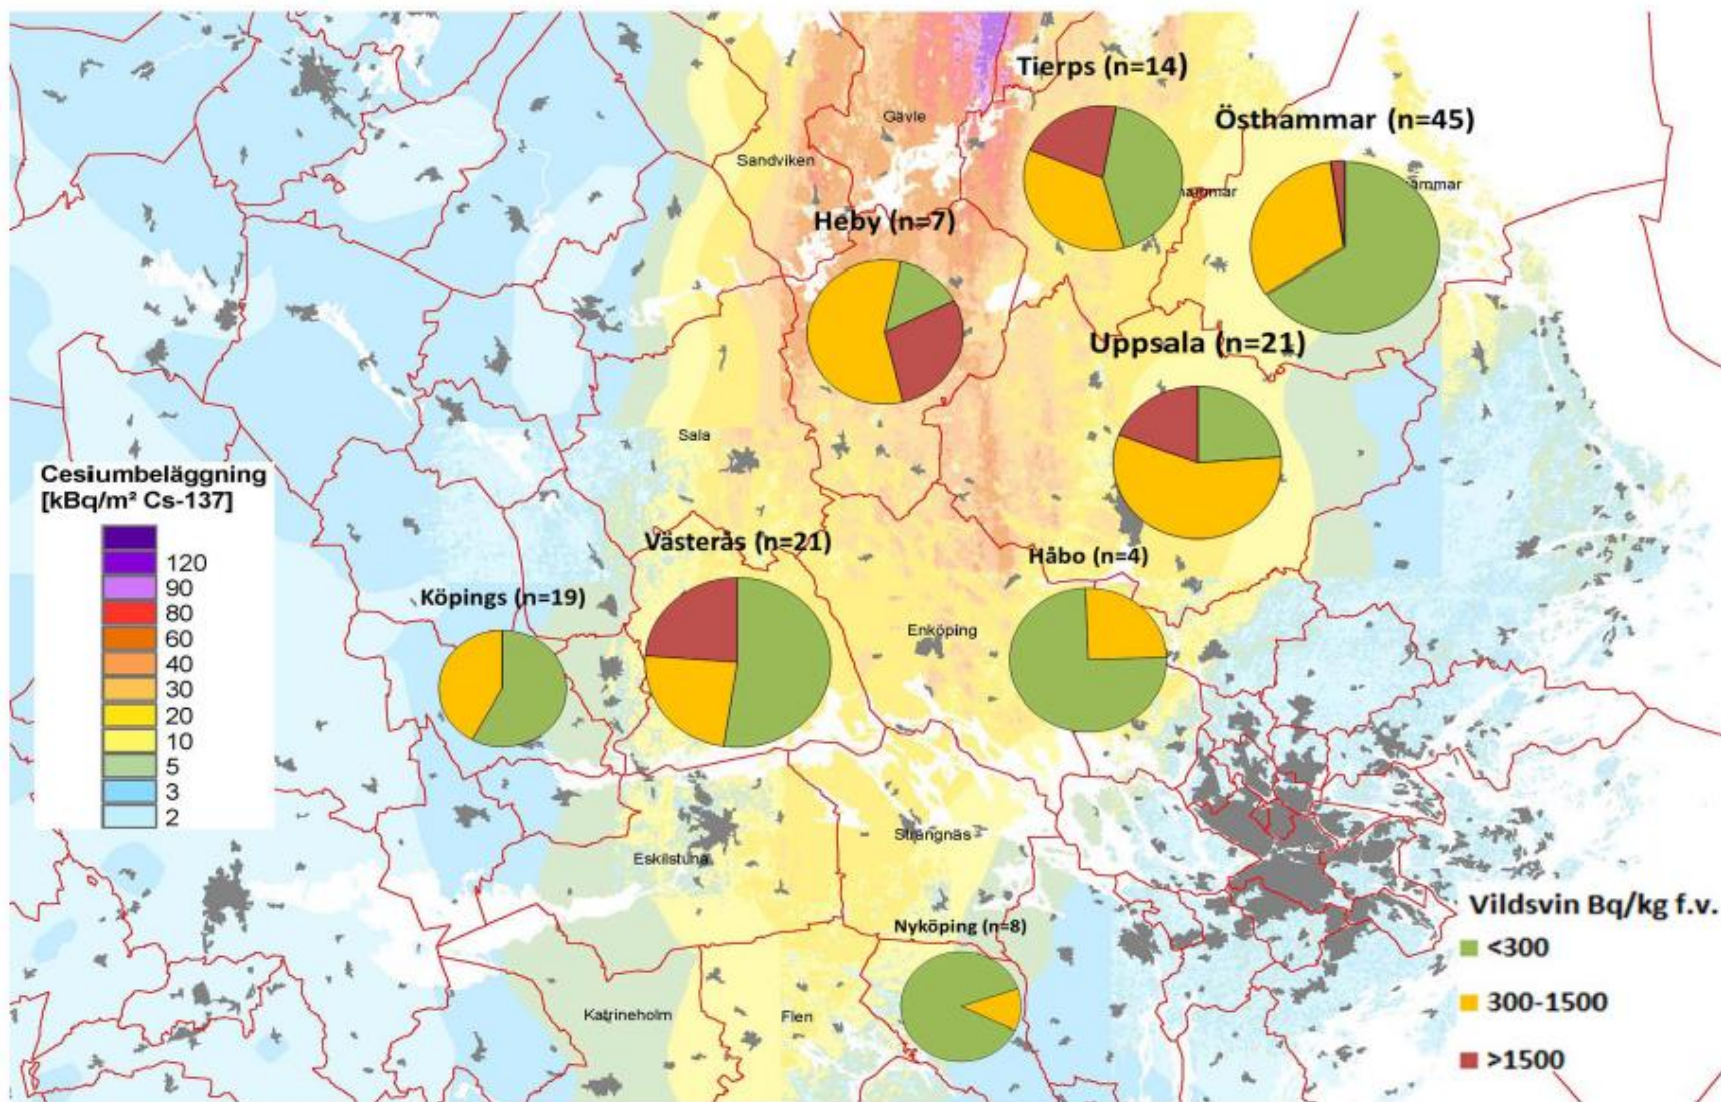 Tierps (n=14)
Östhammar (n=45)
Gävle
Sandviken
hammar
ammar
Heby (n=7)
Uppsala (n=21)
Sala
Cesiumbeläggning
[kBq/m² Cs-137]
120
90
80
60
40
30
20
10
5
3
2
Västerås (n=21)
Håbo (n=4)
Köpings (n=19)
Enköping
Strängnäs
Eskilstuna
Nyköping (n=8)
Katrineholm
Flen
Vildsvin Bq/kg f.v.
<300
300-1500
>1500